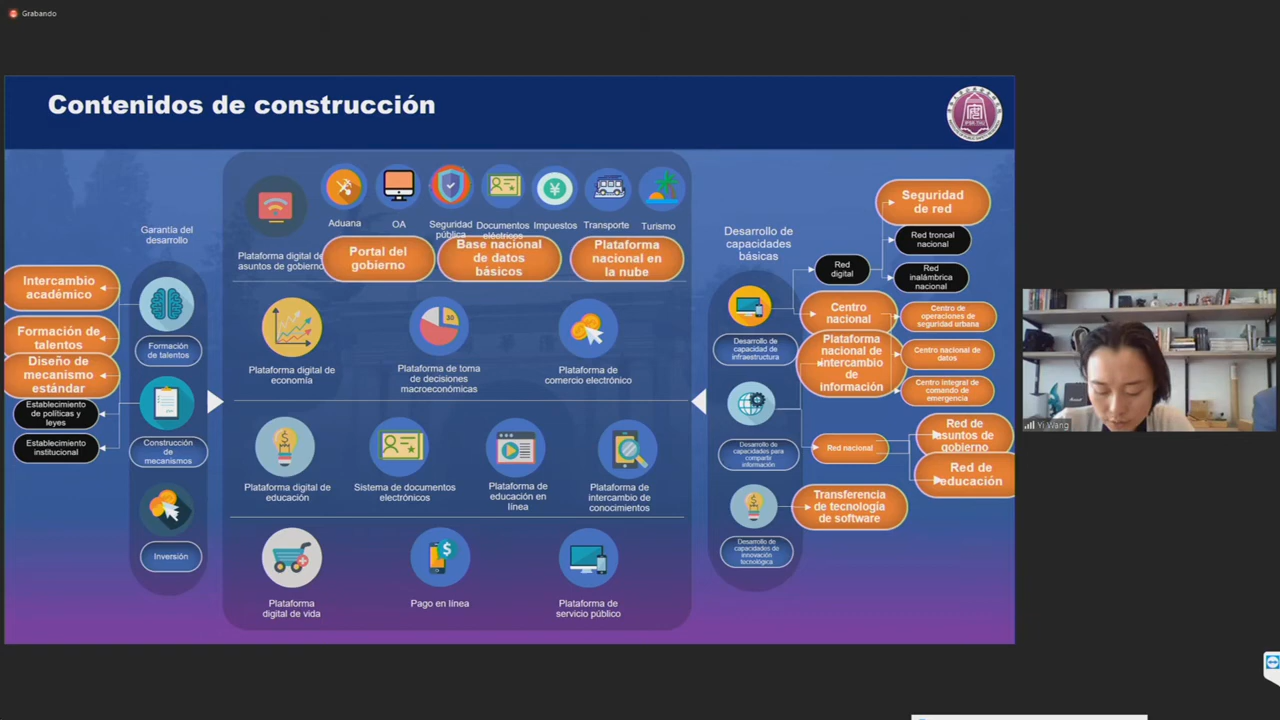 Grabando
Contenidos de construcción
Garantía del
desarrollo
Intercambio
académico
Formación de
talentos
Diseño de
mecanismo
estándar
Establecimiento
de políticas y
leyes
Establecimiento
institucional
Formación
de talentos
Construcción
de
mecanismos
Inversión
Plataforma digital de
asuntos de gobierno
Aduana
OA
Seguridad
pública
Documentos
eléctricos
Impuestos
Transporte
Turismo
Portal del
gobierno
Base nacional
de datos
básicos
Plataforma
nacional en
la nube
Plataforma digital de
economía
Plataforma de toma
de decisiones
macroeconómicas
30
Plataforma de
comercio electrónico
Plataforma digital de
educación
Sistema de documentos
electrónicos
Plataforma de
educación en
línea
Plataforma de
intercambio de
conocimientos
Plataforma
digital de vida
Pago en línea
Plataforma de
servicio público
Desarrollo de
capacidades
básicas
Desarrollo de
capacidad de
infraestructura
Desarrollo de
capacidades para
compartir
información
Desarrollo de
capacidades de
innovación
tecnológica
Red
digital
Seguridad
de red
Red troncal
nacional
Red
inalámbrica
nacional
Centro
nacional
Plataforma
nacional de
intercambio
de
información
Centro de
operaciones de
seguridad urbana
Centro nacional de
datos
Centro integral de
comando de
emergencia
Red nacional
Red de
asuntos de
gobierno
Red de
educación
Transferencia
de tecnología
de software
Yi Wang